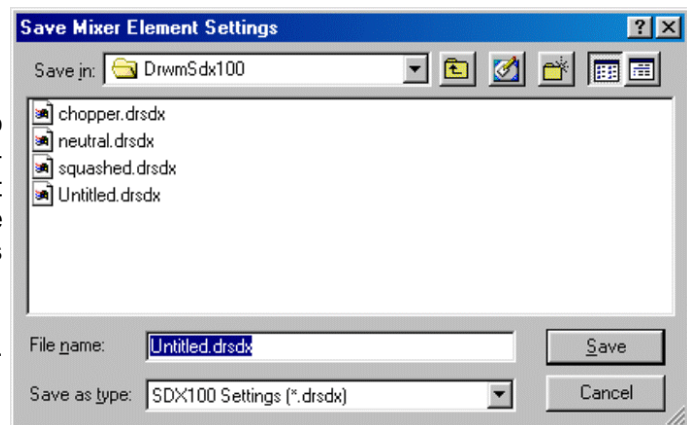 Save Mixer Element Settings
Save in: DrwmSdx100
chopper.drsdx
neutral.drsdx
squashed.drsdx
Untitled.drsdx
File name: Untitled.drsdx Save
Save as type: SDX100 Settings (*.drsdx) Cancel